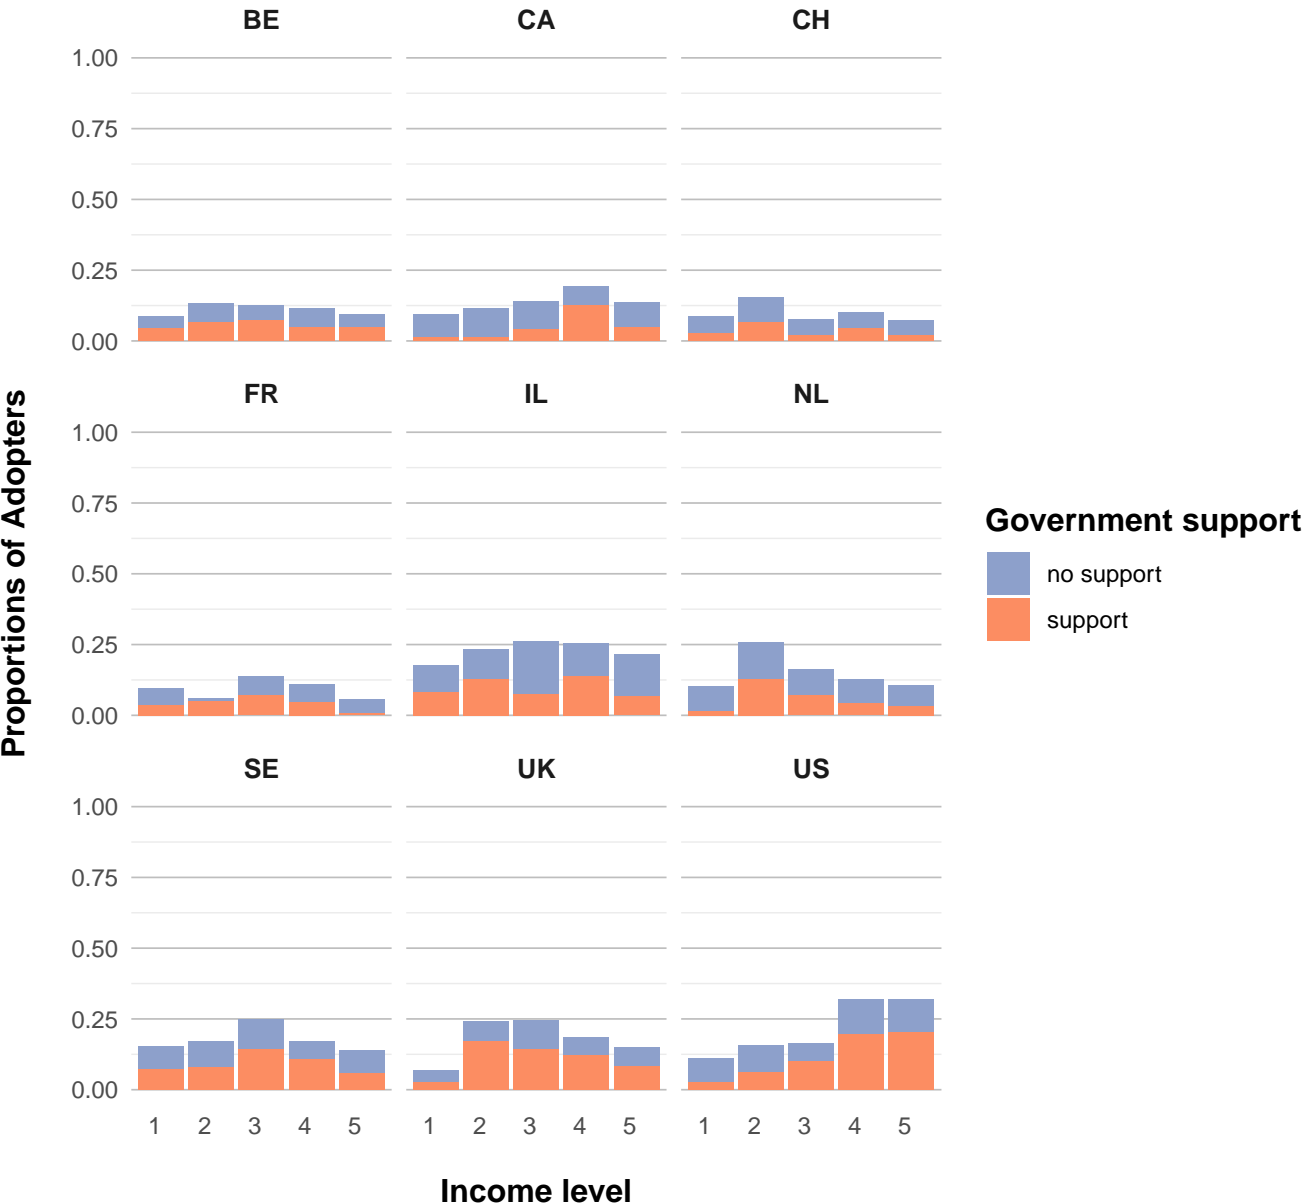 BE CA CH
1.00
0.75
0.50
0.25
0.00
FR IL NL
1.00
0.75
0.50
0.25
0.00
SE UK US
1.00
0.75
0.50
0.25
0.00
1 2 3 4 5 1 2 3 4 5 1 2 3 4 5
Income level
Proportions of Adopters
Government support
no support
support